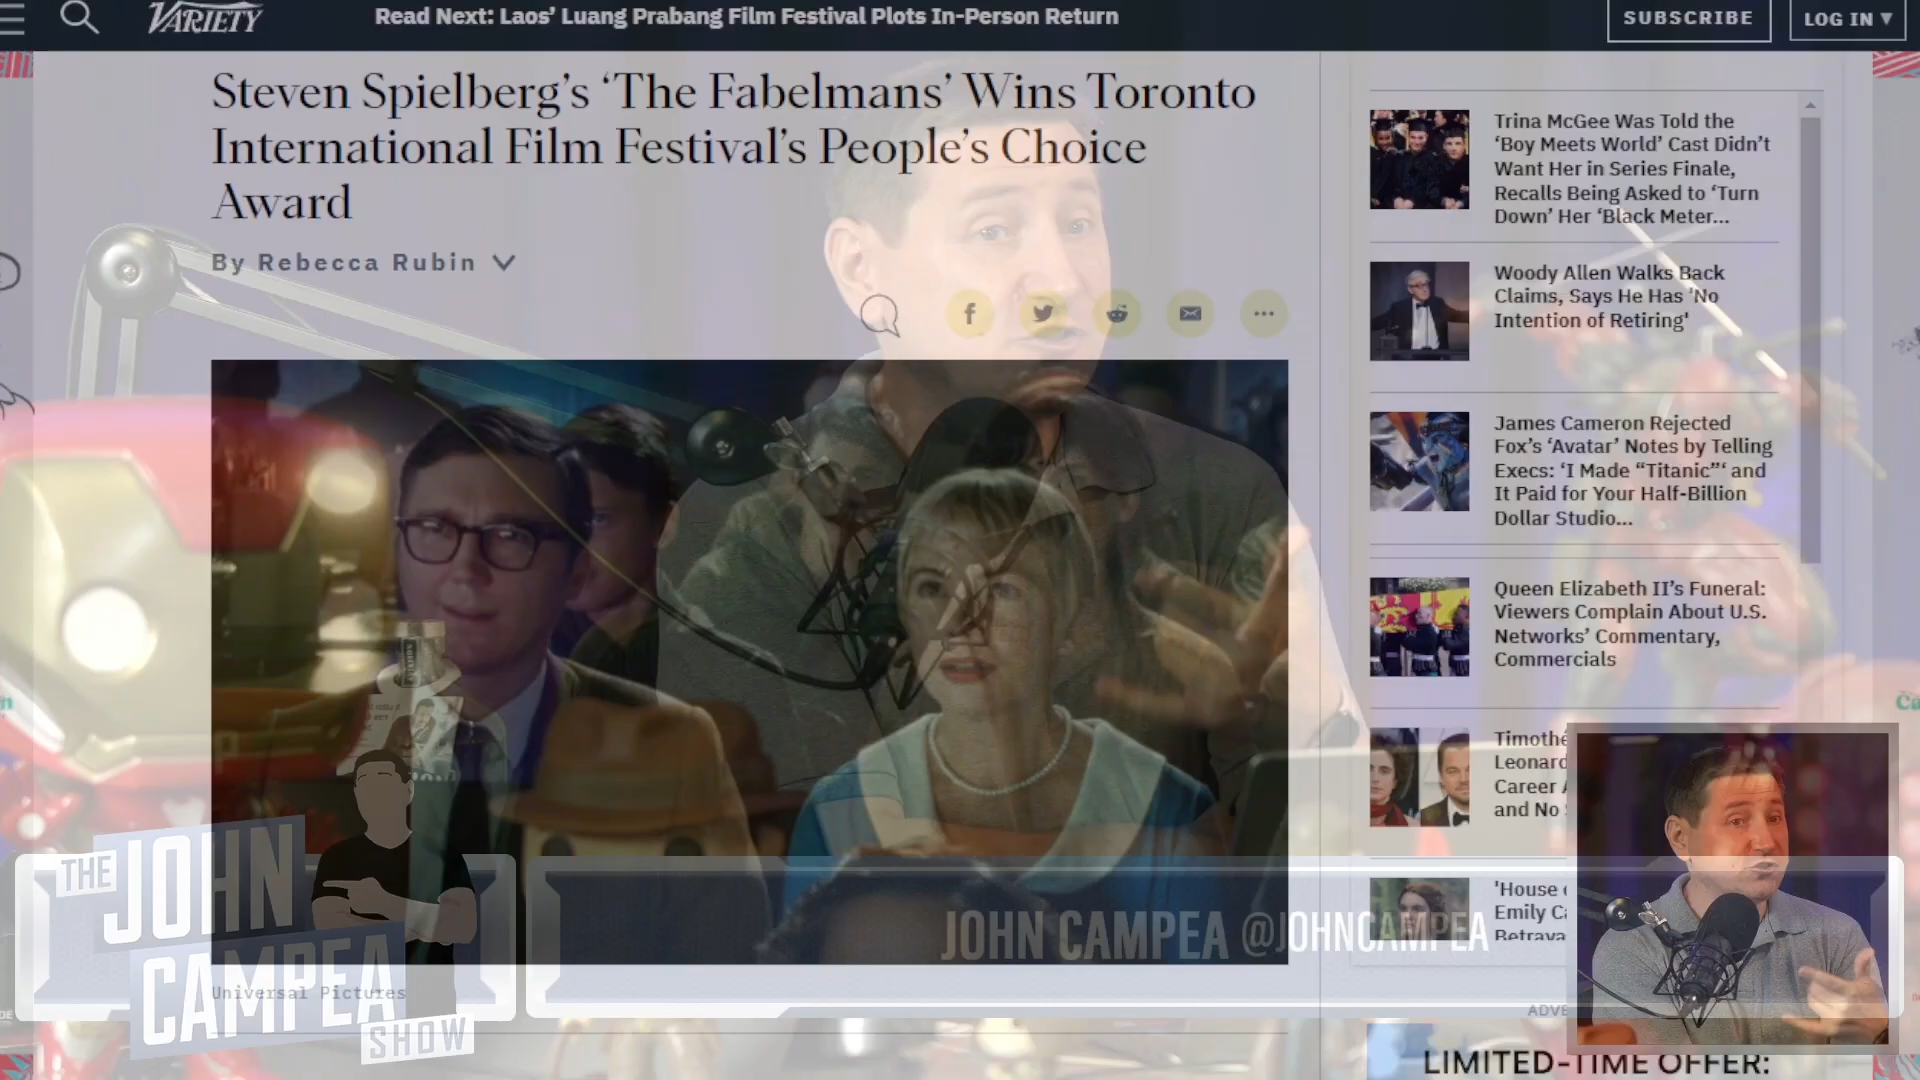 VARIETY
Read Next: Laos’ Luang Prabang Film Festival Plots In-Person Return
SUBSCRIBE
LOG IN ▼
Steven Spielberg’s ‘The Fabelmans’ Wins Toronto
International Film Festival’s People’s Choice
Award
By Rebecca Rubin
Trina McGee Was Told the
‘Boy Meets World’ Cast Didn’t
Want Her in Series Finale,
Recalls Being Asked to ‘Turn
Down’ Her ‘Black Meter...
Woody Allen Walks Back
Claims, Says He Has ‘No
Intention of Retiring'
James Cameron Rejected
Fox’s ‘Avatar’ Notes by Telling
Execs: ‘I Made “Titanic”‘ and
It Paid for Your Half-Billion
Dollar Studio...
Queen Elizabeth II’s Funeral:
Viewers Complain About U.S.
Networks’ Commentary,
Commercials
Timothé
Leonard
Career
and No
'House
Emily
Betraya
THE
JOHN
CAMPEA
SHOW
JOHN CAMPEA @JOHNCAMPEA
Universal Pictures
ADVE
LIMITED-TIME OFFER: